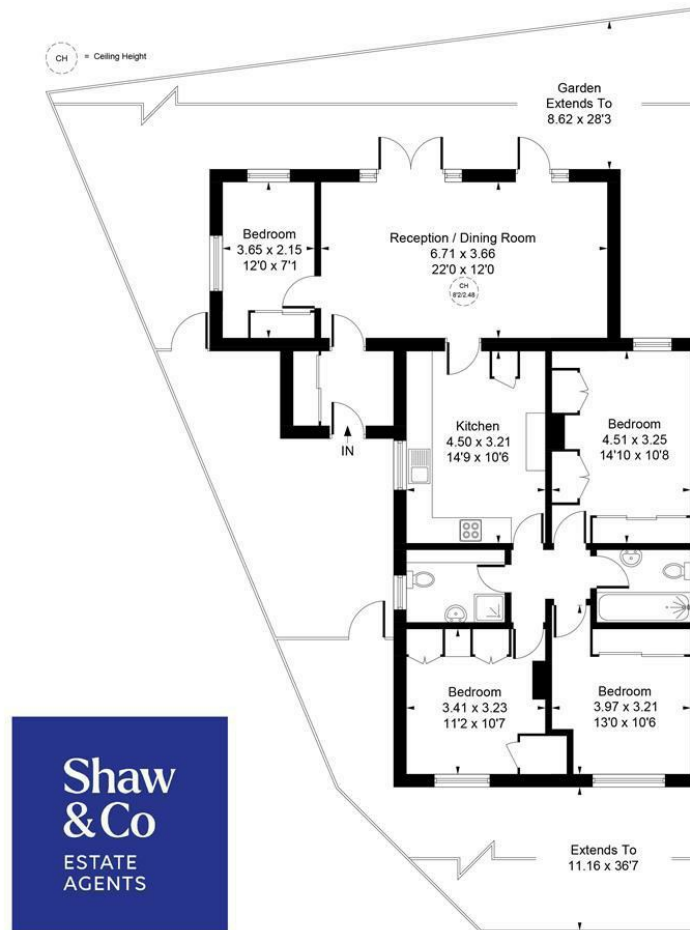 CH = Ceiling Height
Garden
Extends To
8.62 x 28'3
Bedroom
3.65 x 2.15
12'0 x 7'1
Reception / Dining Room
6.71 x 3.66
22'0 x 12'0
CH
8'2/2.48
Kitchen
4.50 x 3.21
14'9 x 10'6
Bedroom
4.51 x 3.25
14'10 x 10'8
IN
Bedroom
3.41 x 3.23
11'2 x 10'7
Bedroom
3.97 x 3.21
13'0 x 10'6
Extends To
11.16 x 36'7
Shaw
& Co
ESTATE
AGENTS